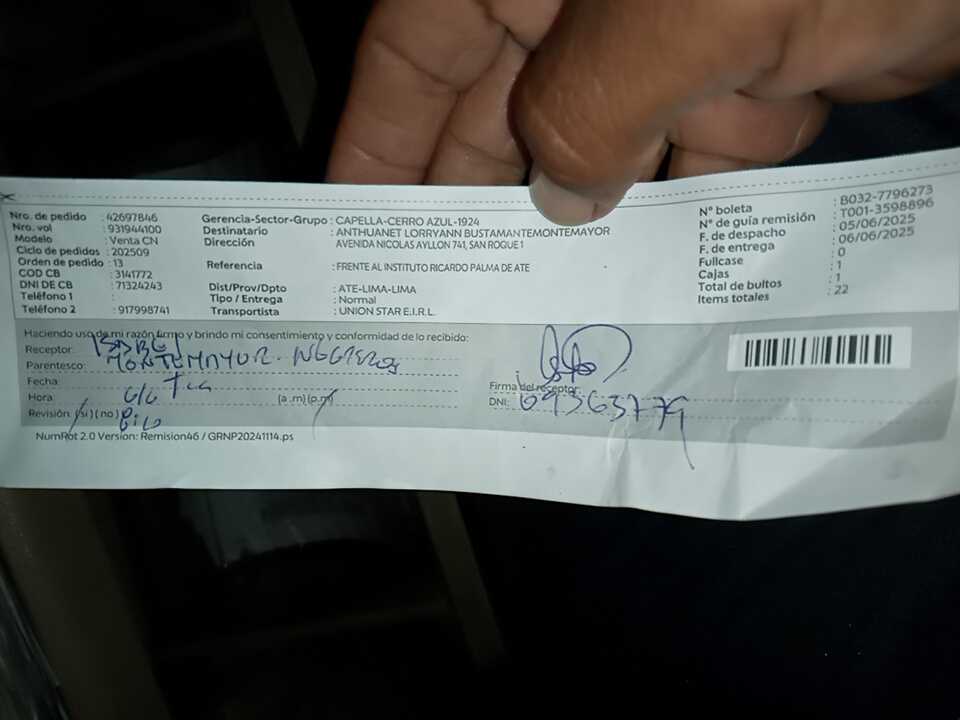 Nro. de pedido : 42697846
Nro. vol : 931944100
Modelo : Venta CN
Ciclo de pedidos : 202509
Orden de pedido : 13
COD CB : 3141772
DNI DE CB : 71324243
Teléfono 1 :
Teléfono 2 : 917998741
Gerencia-Sector-Grupo : CAPELLA-CERRO AZUL-1924
Destinatario : ANTHUANET LORRYANN BUSTAMANTEMONTEMAYOR
Dirección AVENIDA NICOLAS AYLLON 741, SAN ROQUE 1
Referencia : FRENTE AL INSTITUTO RICARDO PALMA DE ATE
Dist/Prov/Dpto : ATE-LIMA-LIMA
Tipo / Entrega : Normal
Transportista : UNION STAR E.I.R.L.
N° boleta : B032-7796273
N° de guía remisión : T001-3598896
F. de despacho : 05/06/2025
F. de entrega : 06/06/2025
Fullcase : 0
Cajas : 1
Total de bultos : 1
Items totales : 22
Haciendo uso de mi razón firmo y brindo mi consentimiento y conformidad de lo recibido:
Receptor:
Parentesco: MONTEMAYOR
Fecha:
Hora: (a .m) (p.m)
Revisión (si) ( no )
Firma del receptor:
DNI: 09363779
NumRot 2.0 Version: Remision46 / GRNP20241114.ps